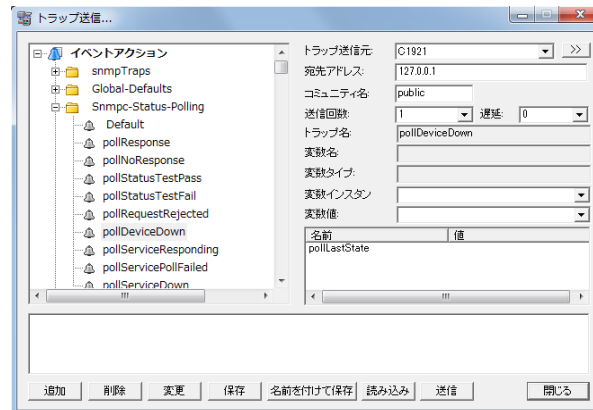 トラップ送信...
イベントアクション
snmpTraps
Global-Defaults
Snmpc-Status-Polling
Default
pollResponse
pollNoResponse
pollStatusTestPass
pollStatusTestFail
pollRequestRejected
pollDeviceDown
pollServiceResponding
pollServicePollFailed
pollServiceDown
トラップ送信元: C1921 >>
宛先アドレス: 127.0.0.1
コミュニティ名: public
送信回数: 1 遅延: 0
トラップ名: pollDeviceDown
変数名:
変数タイプ:
変数インスタン
変数値:
名前 値
pollLastState
追加 削除 変更 保存 名前を付けて保存 読み込み 送信 閉じる